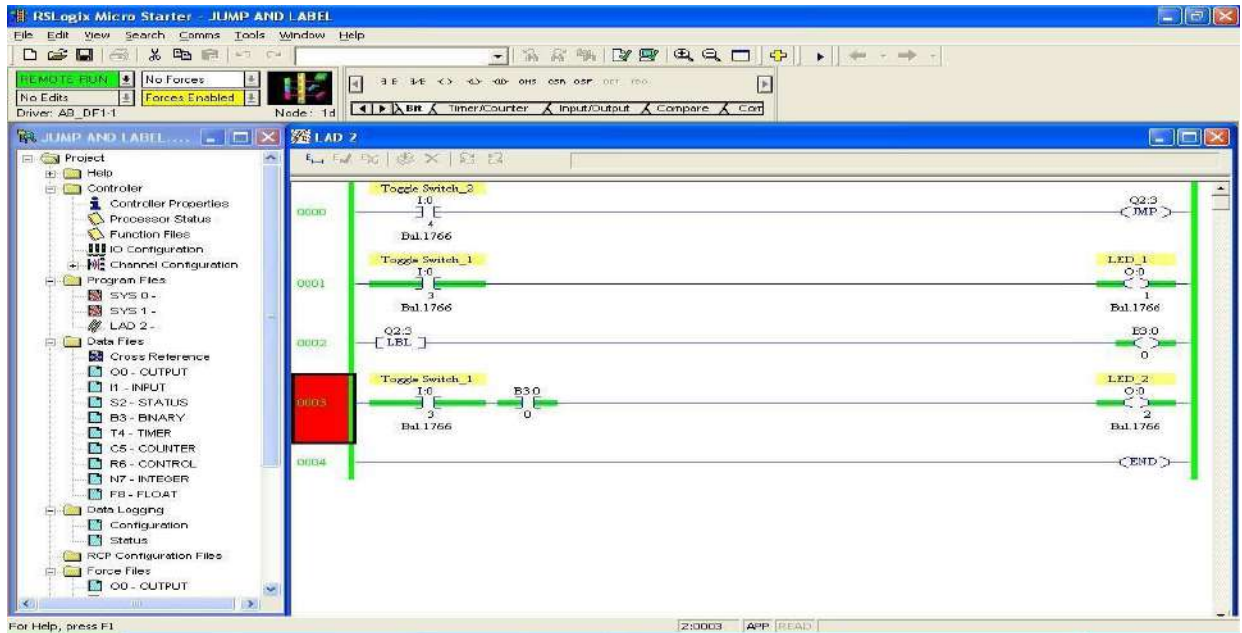 RSLogix Micro Starter - JUMP AND LABEL
File Edit View Search Comms Tools Window Help
REMOTE RUN No Forces
No Edits Forces Enabled
Driver: AB_DF1-1 Node: 1d
Bit Timer/Counter Input/Output Compare
JUMP AND LABEL....
LAD 2
Project
Help
Controller
Controller Properties
Processor Status
Function Files
IO Configuration
Channel Configuration
Program Files
SYS 0 -
SYS 1 -
LAD 2 -
Data Files
Cross Reference
O0 - OUTPUT
I1 - INPUT
S2 - STATUS
B3 - BINARY
T4 - TIMER
C5 - COUNTER
R6 - CONTROL
N7 - INTEGER
F8 - FLOAT
Data Logging
Configuration
Status
RCP Configuration Files
Force Files
O0 - OUTPUT
Toggle Switch_2
I:0
Q2:3
0000
JMP
4
Bul.1766
Toggle Switch_1
LED_1
I:0
O:0
0001
3
1
Bul.1766
Bul.1766
Q2:3
B3:0
0002
LBL
0
Toggle Switch_1
LED_2
I:0
B3:0
O:0
0003
3
0
2
Bul.1766
Bul.1766
0004
END
For Help, press F1
2:0003 APP READ